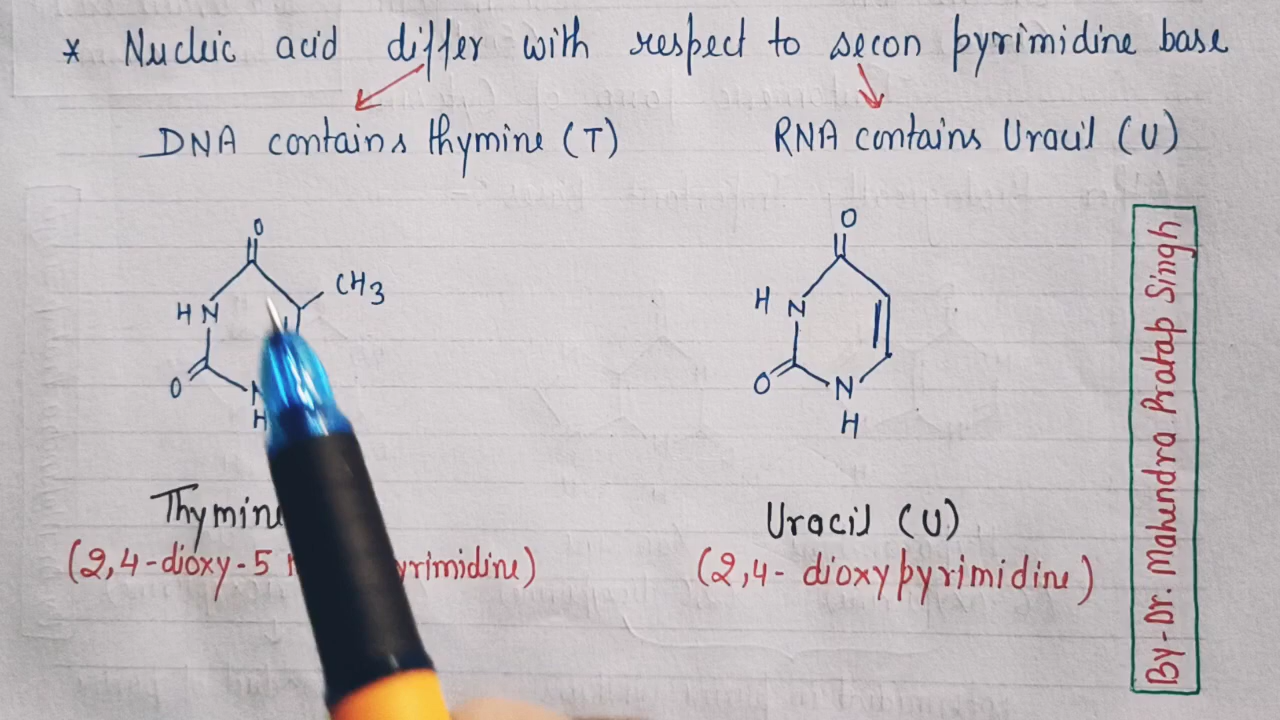 * Nucleic acid differ with respect to secon pyrimidine base
DNA contains thymine (T)
RNA contains Uracil (U)
O
HN
CH3
O
N
H
O
H N
O
N
H
Thymine
(2,4-dioxy-5 yrimidine)
Uracil (U)
(2,4- dioxypyrimidine)
By-Dr. Mahendra Pratap Singh